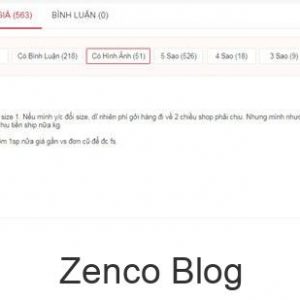 GIÁ (563) BÌNH LUẬN (0)
Có Bình Luận (218) Có Hình Ảnh (51) 5 Sao (526) 4 Sao (18) 3 Sao (9)
size 1. Nếu mình y/c đổi size. dĩ nhiên phí gởi hàng đi về 2 chiều shop phải chịu. Nhưng mình
tiền ship nữa kg.
1sp nữa giá gần vs đơn cũ để đc fs
Zenco Blog